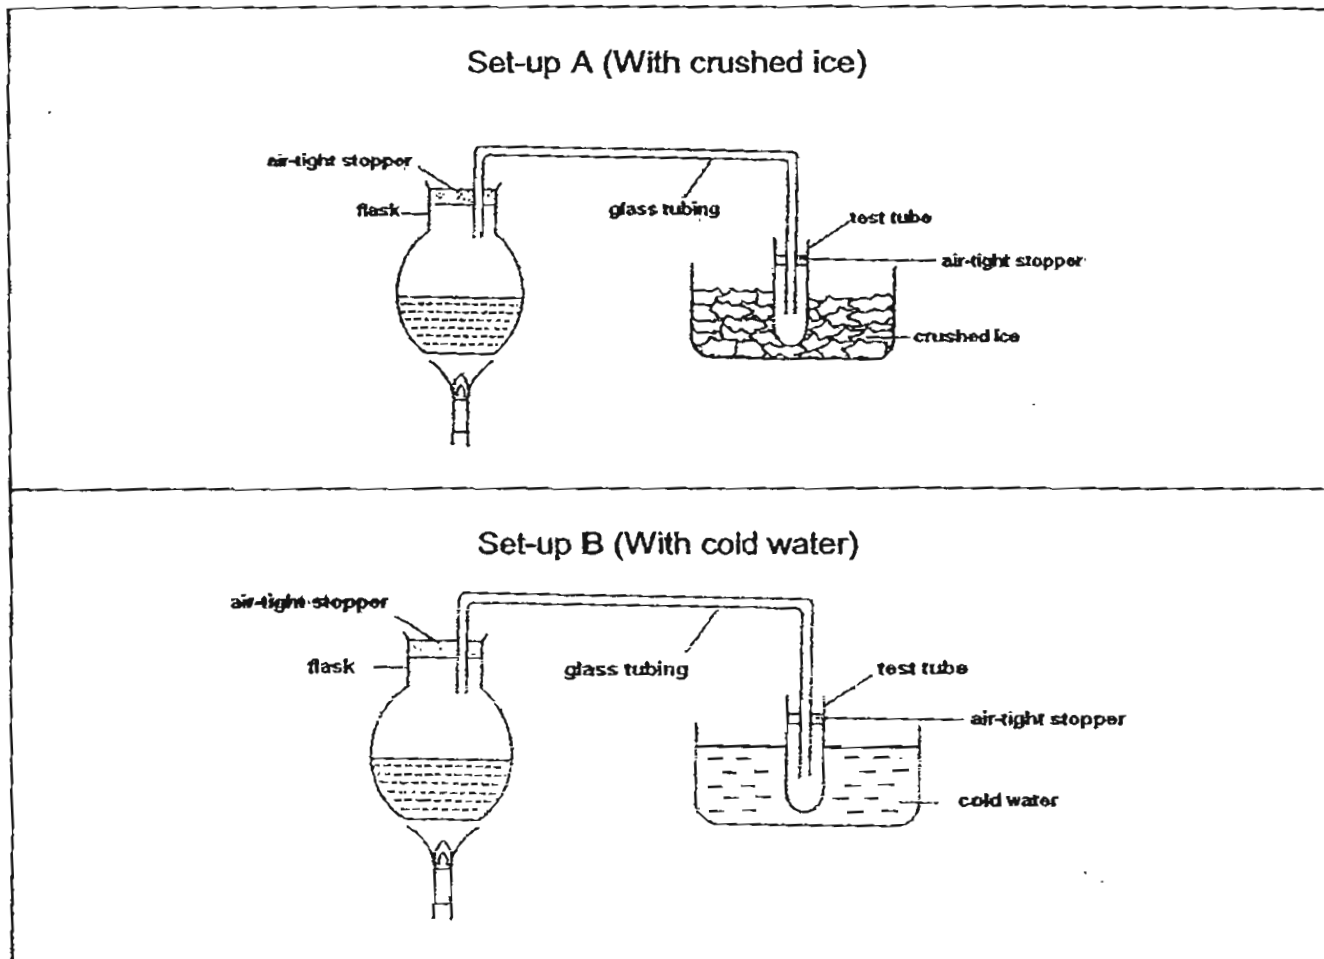 Set-up A (With crushed ice)
air-tight stopper
flask
glass tubing
test tube
air-tight stopper
crushed ice
Set-up B (With cold water)
air-tight stopper
flask
glass tubing
test tube
air-tight stopper
cold water